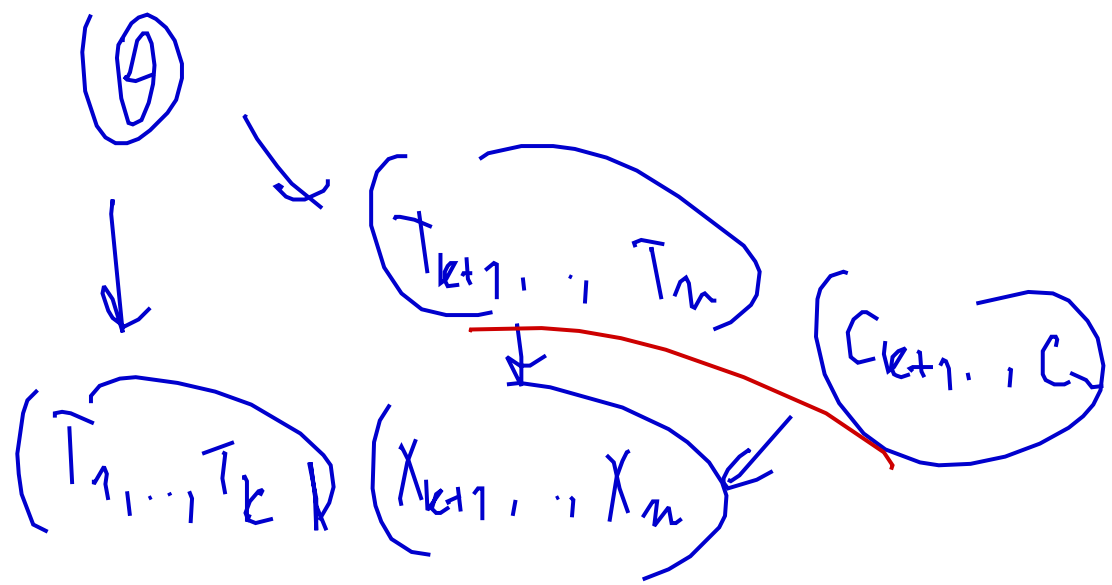 θ
T_{k+1}, .., T_n
C_{k+1}, .., C_n
T_1, .., T_k
X_{k+1}, .., X_n